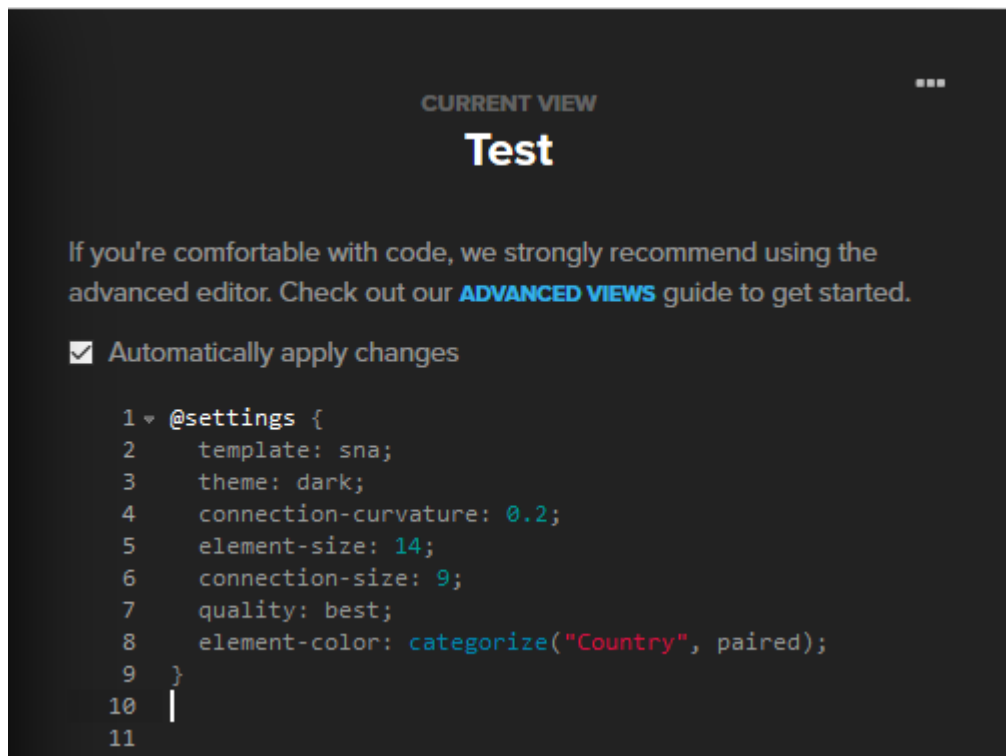 CURRENT VIEW
Test
If you're comfortable with code, we strongly recommend using the
advanced editor. Check out our ADVANCED VIEWS guide to get started.
Automatically apply changes
1 @settings {
2 template: sna;
3 theme: dark;
4 connection-curvature: 0.2;
5 element-size: 14;
6 connection-size: 9;
7 quality: best;
8 element-color: categorize("Country", paired);
9 }
10
11